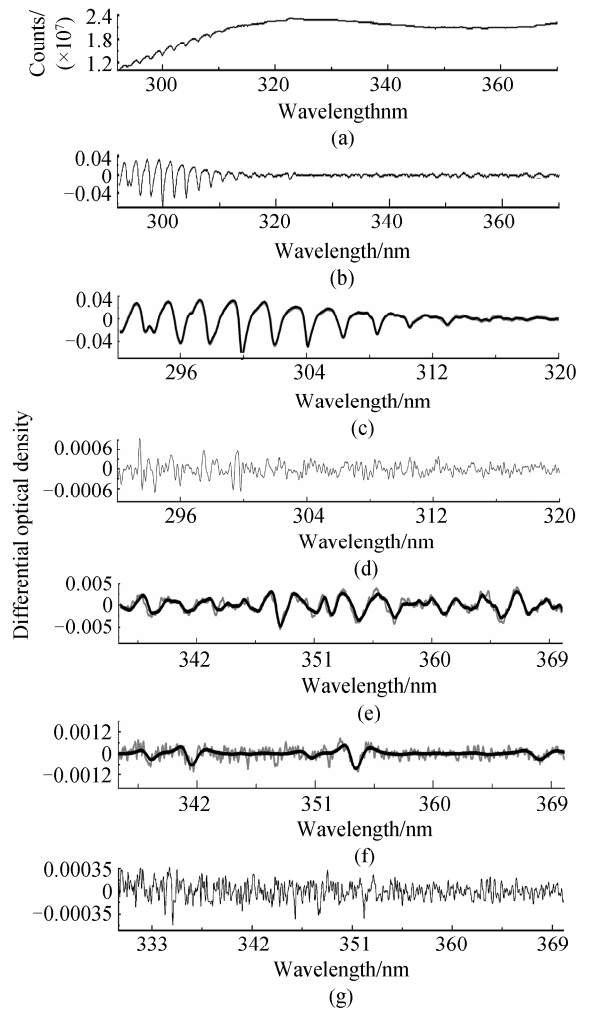 Counts/
(×10⁷)
2.4
1.8
1.2
300 320 340 360
Wavelengthnm
(a)
0.04
0
−0.04
300 320 340 360
Wavelength/nm
(b)
0.04
0
−0.04
296 304 312 320
Wavelength/nm
(c)
Differential optical density
0.0006
0
−0.0006
296 304 312 320
Wavelength/nm
(d)
0.005
0
−0.005
342 351 360 369
Wavelength/nm
(e)
0.0012
0
−0.0012
342 351 360 369
Wavelength/nm
(f)
0.00035
0
−0.00035
333 342 351 360 369
Wavelength/nm
(g)